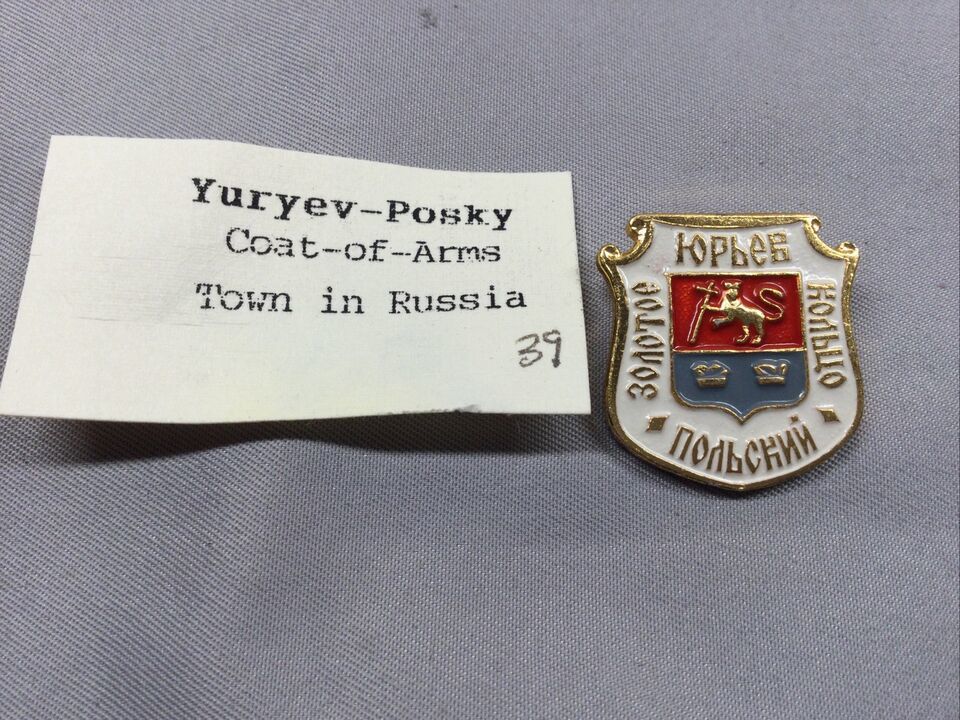 Yuryev-Posky
Coat-of-Arms
Town in Russia
39
ЮРЬЕВ
ЗОЛОТОЕ
КОЛЬЦО
ПОЛЬСКИЙ